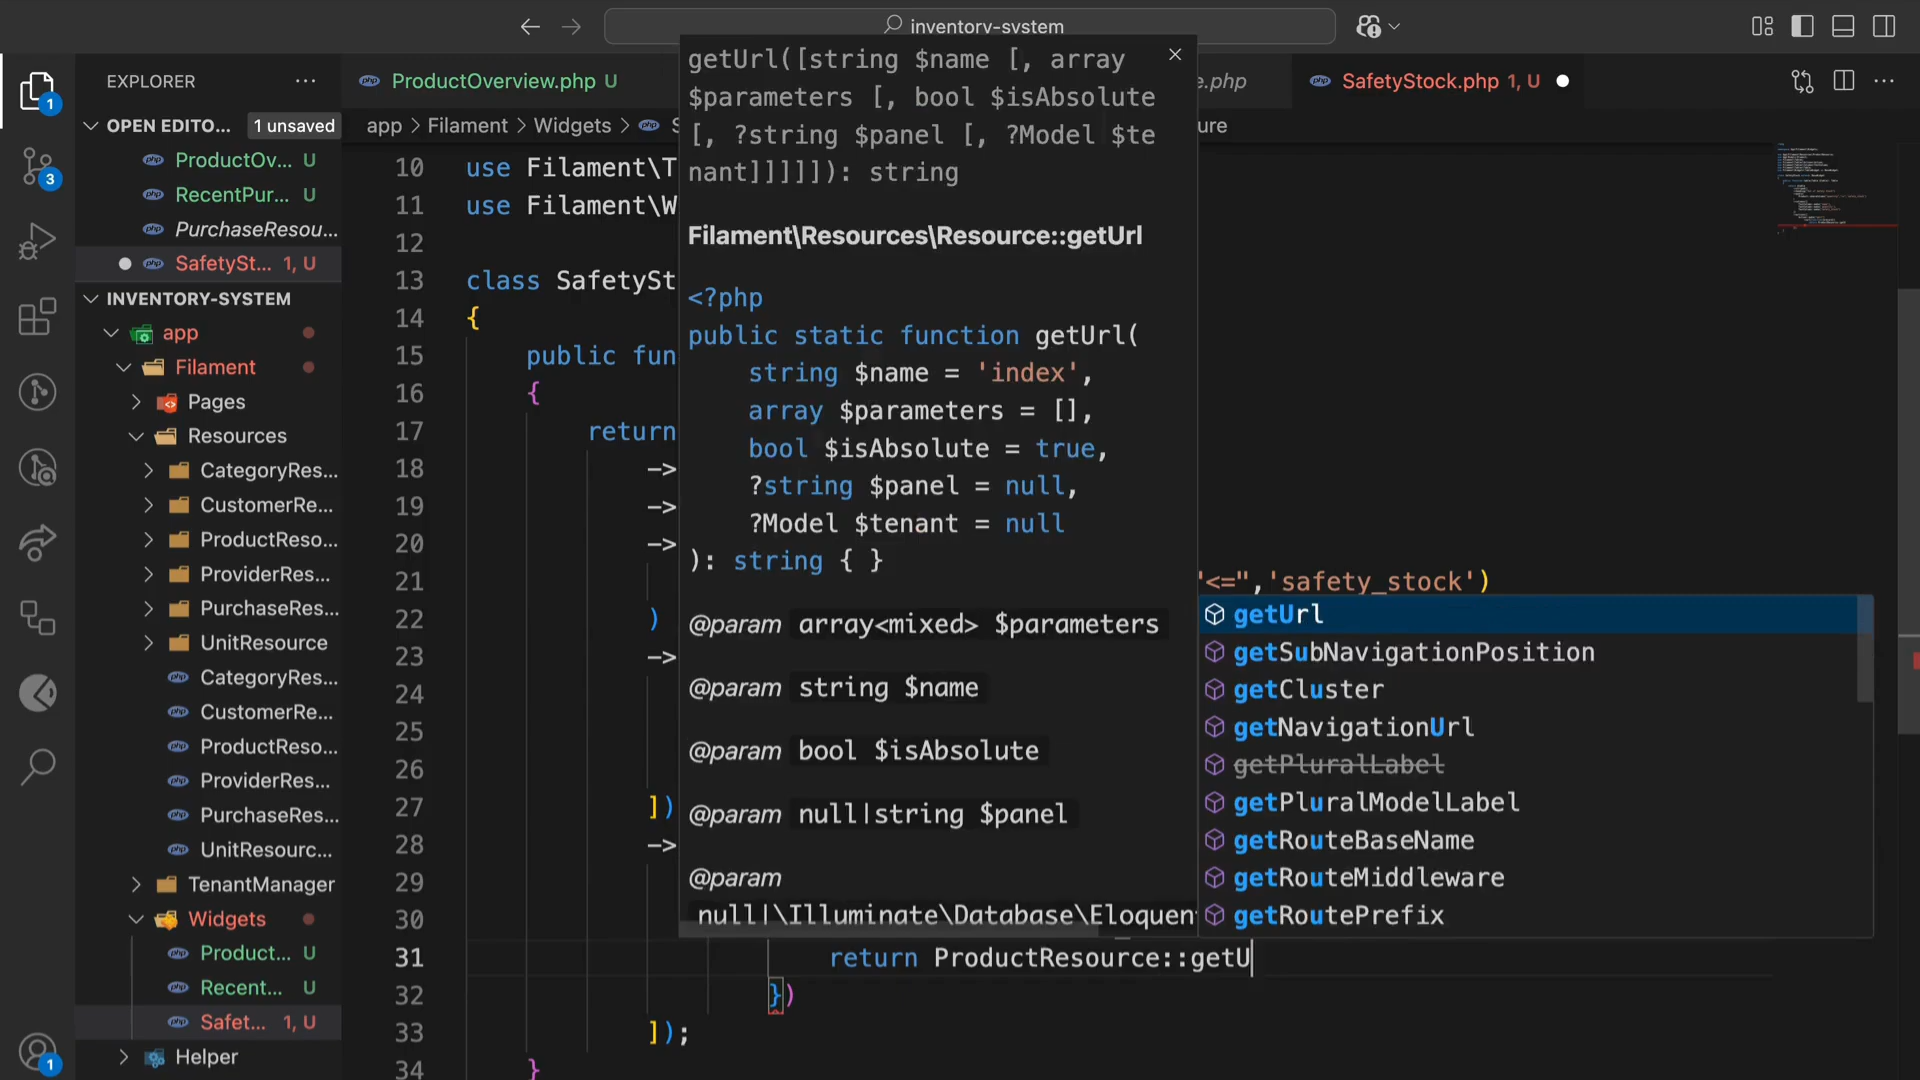 inventory-system
EXPLORER
1
OPEN EDITO...
1 unsaved
ProductOv... U
RecentPur... U
PurchaseResou...
SafetySt... 1, U
3
INVENTORY-SYSTEM
app
Filament
Pages
Resources
CategoryRes...
CustomerRe...
ProductReso...
ProviderRes...
PurchaseRes...
UnitResource
CategoryRes...
CustomerRe...
ProductReso...
ProviderRes...
PurchaseRes...
UnitResourc...
TenantManager
Widgets
Product... U
Recent... U
Safet... 1, U
Helper
1
ProductOverview.php U
e.php
SafetyStock.php 1, U
app > Filament > Widgets > S
ure
10 use Filament\T
11 use Filament\W
12
13 class SafetySt
14 {
15 public fun
16 {
17 return
18 ->
19 ->
20 ->
21 "<=",'safety_stock')
22 )
23 ->
24
25
26
27 ])
28 ->
29
30
31 return ProductResource::getU
32 })
33 ]);
34 }
getUrl([string $name [, array
$parameters [, bool $isAbsolute
[, ?string $panel [, ?Model $te
nant]]]]]): string
Filament\Resources\Resource::getUrl
<?php
public static function getUrl(
string $name = 'index',
array $parameters = [],
bool $isAbsolute = true,
?string $panel = null,
?Model $tenant = null
): string { }
@param array<mixed> $parameters
@param string $name
@param bool $isAbsolute
@param null|string $panel
@param
null|\Illuminate\Database\Eloquent
getUrl
getSubNavigationPosition
getCluster
getNavigationUrl
getPluralLabel
getPluralModelLabel
getRouteBaseName
getRouteMiddleware
getRoutePrefix